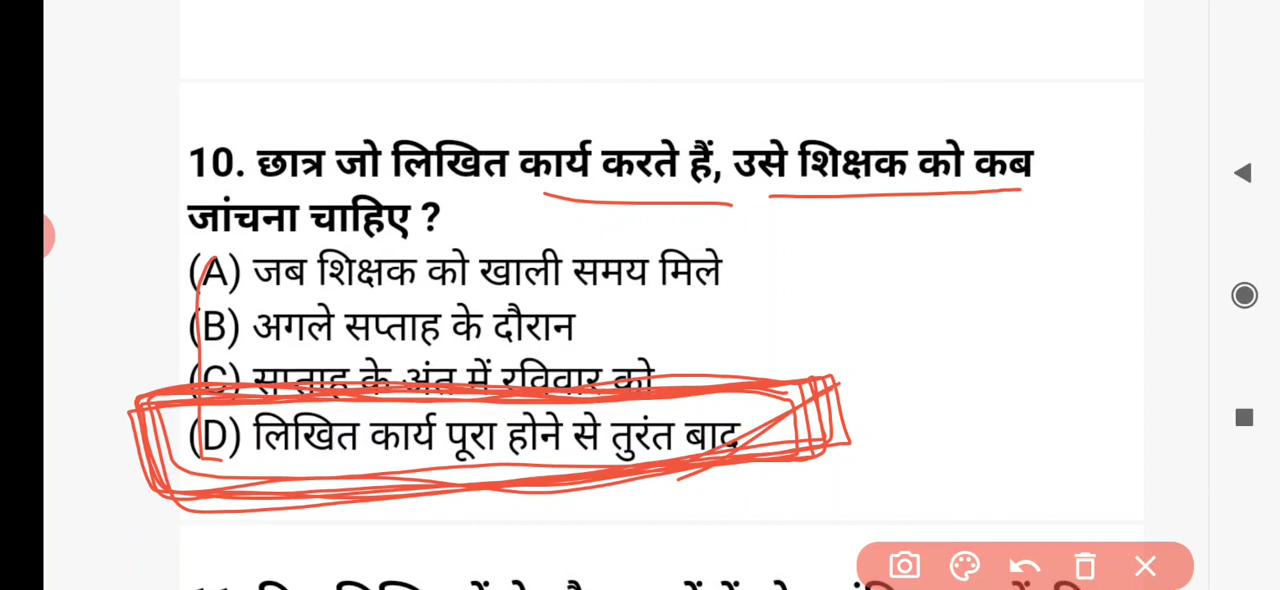 10. छात्र जो लिखित कार्य करते हैं, उसे शिक्षक को कब
जांचना चाहिए ?
(A) जब शिक्षक को खाली समय मिले
(B) अगले सप्ताह के दौरान
(C) सप्ताह के अंत में रविवार को
(D) लिखित कार्य पूरा होने से तुरंत बाद